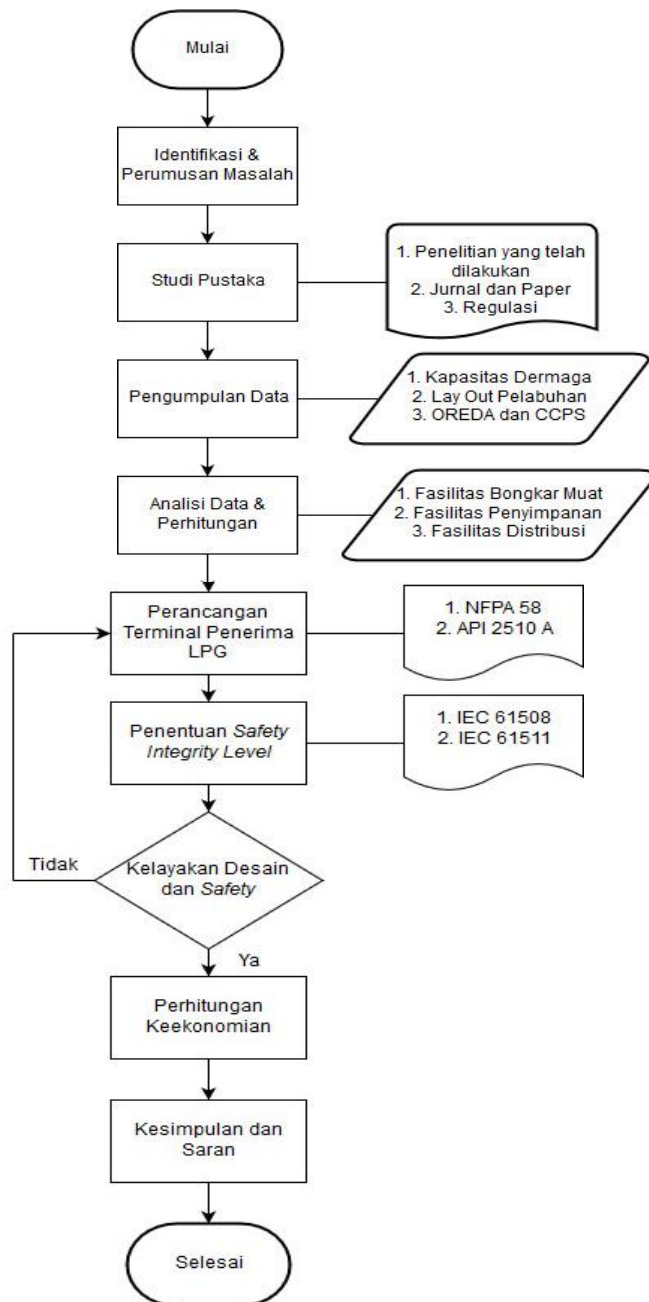 Mulai
Identifikasi &
Perumusan Masalah
Studi Pustaka
1. Penelitian yang telah
dilakukan
2. Jurnal dan Paper
3. Regulasi
Pengumpulan Data
1. Kapasitas Dermaga
2. Lay Out Pelabuhan
3. OREDA dan CCPS
Analisi Data &
Perhitungan
1. Fasilitas Bongkar Muat
2. Fasilitas Penyimpanan
3. Fasilitas Distribusi
Perancangan
Terminal Penerima
LPG
1. NFPA 58
2. API 2510 A
Penentuan Safety
Integrity Level
1. IEC 61508
2. IEC 61511
Tidak
Kelayakan Desain
dan Safety
Ya
Perhitungan
Keekonomian
Kesimpulan dan
Saran
Selesai